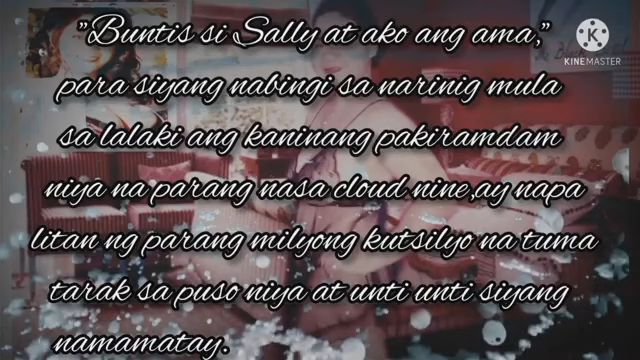 "Buntis si Sally at ako ang ama,"
para siyang nabingi sa narinig mula
sa lalaki ang kaninang pakiramdam
niya na parang nasa cloud nine,ay napa
litan ng parang milyong kutsilyo na tuma
tarak sa puso niya at unti unti siyang
namamatay.
K
KINEMASTER